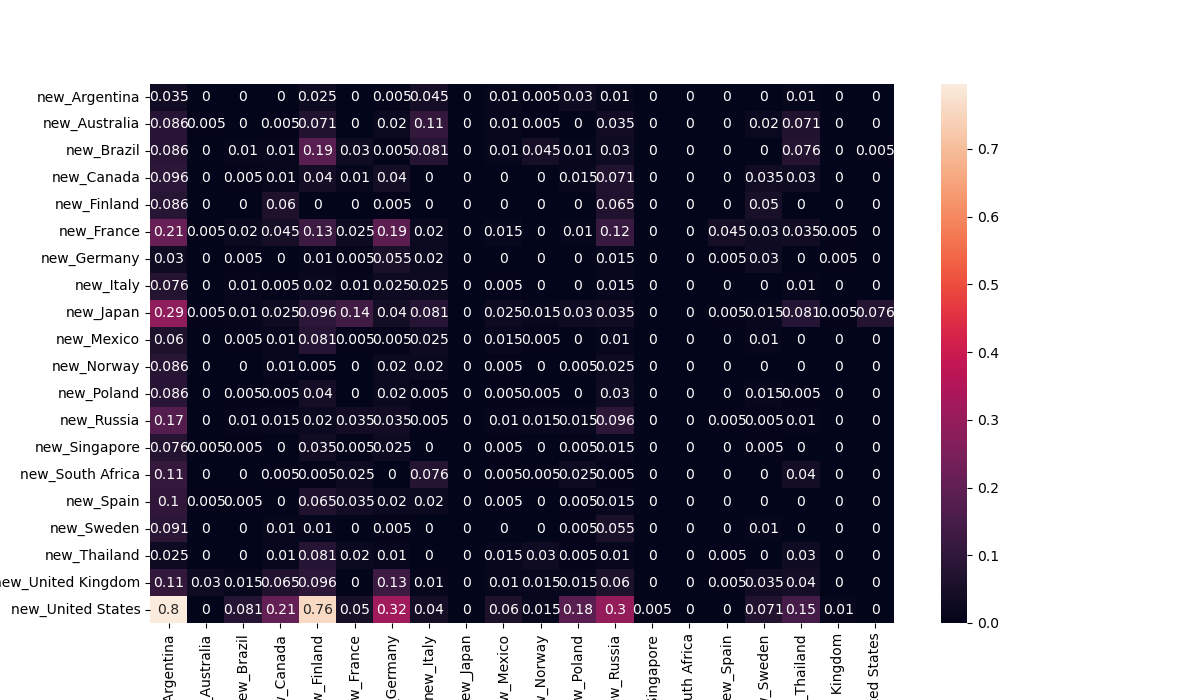 new_Argentina 0.035 0 0 0 0.025 0 0.005 0.045 0 0.01 0.005 0.03 0.01 0 0 0 0 0.01 0 0
new_Australia 0.086 0.005 0 0.005 0.071 0 0.02 0.11 0 0.01 0.005 0 0.035 0 0 0 0.02 0.071 0 0
new_Brazil 0.086 0 0.01 0.01 0.19 0.03 0.005 0.081 0 0.01 0.045 0.01 0.03 0 0 0 0 0.076 0 0.005
0.7
new_Canada 0.096 0 0.005 0.01 0.04 0.01 0.04 0 0 0 0 0.015 0.071 0 0 0 0.035 0.03 0 0
new_Finland 0.086 0 0 0.06 0 0 0.005 0 0 0 0 0 0.065 0 0 0 0.05 0 0 0
0.6
new_France 0.21 0.005 0.02 0.045 0.13 0.025 0.19 0.02 0 0.015 0 0.01 0.12 0 0 0.045 0.03 0.035 0.005 0
new_Germany 0.03 0 0.005 0 0.01 0.005 0.055 0.02 0 0 0 0 0.015 0 0 0.005 0.03 0 0.005 0
new_Italy 0.076 0 0.01 0.005 0.02 0.01 0.025 0.025 0 0.005 0 0 0.015 0 0 0 0 0.01 0 0
0.5
new_Japan 0.29 0.005 0.01 0.025 0.096 0.14 0.04 0.081 0 0.025 0.015 0.03 0.035 0 0 0.005 0.015 0.081 0.005 0.076
new_Mexico 0.06 0 0.005 0.01 0.081 0.005 0.005 0.025 0 0.015 0.005 0 0.01 0 0 0 0.01 0 0 0
0.4
new_Norway 0.086 0 0 0.01 0.005 0 0.02 0.02 0 0.005 0 0.005 0.025 0 0 0 0 0 0 0
new_Poland 0.086 0 0.005 0.005 0.04 0 0.02 0.005 0 0.005 0.005 0 0.03 0 0 0 0.015 0.005 0 0
0.3
new_Russia 0.17 0 0.01 0.015 0.02 0.035 0.035 0.005 0 0.01 0.015 0.015 0.096 0 0 0.005 0.005 0.01 0 0
new_Singapore 0.076 0.005 0.005 0 0.035 0.005 0.025 0 0 0.005 0 0.005 0.015 0 0 0 0.005 0 0 0
new_South Africa 0.11 0 0 0.005 0.005 0.025 0 0.076 0 0.005 0.005 0.025 0.005 0 0 0 0 0.04 0 0
0.2
new_Spain 0.1 0.005 0.005 0 0.065 0.035 0.02 0.02 0 0.005 0 0.005 0.015 0 0 0 0 0 0 0
new_Sweden 0.091 0 0 0.01 0.01 0 0.005 0 0 0 0 0.005 0.055 0 0 0 0.01 0 0 0
new_Thailand 0.025 0 0 0.01 0.081 0.02 0.01 0 0 0.015 0.03 0.005 0.01 0 0 0.005 0 0.03 0 0
0.1
new_United Kingdom 0.11 0.03 0.015 0.065 0.096 0 0.13 0.01 0 0.01 0.015 0.015 0.06 0 0 0.005 0.035 0.04 0 0
new_United States 0.8 0 0.081 0.21 0.76 0.05 0.32 0.04 0 0.06 0.015 0.18 0.3 0.005 0 0 0.071 0.15 0.01 0
0.0
Argentina
_Australia
ew_Brazil
_Canada
w_Finland
w_France
Germany
new_Italy
ew_Japan
w_Mexico
_Norway
w_Poland
w_Russia
ingapore
uth Africa
ew_Spain
_Sweden
Thailand
Kingdom
ed States